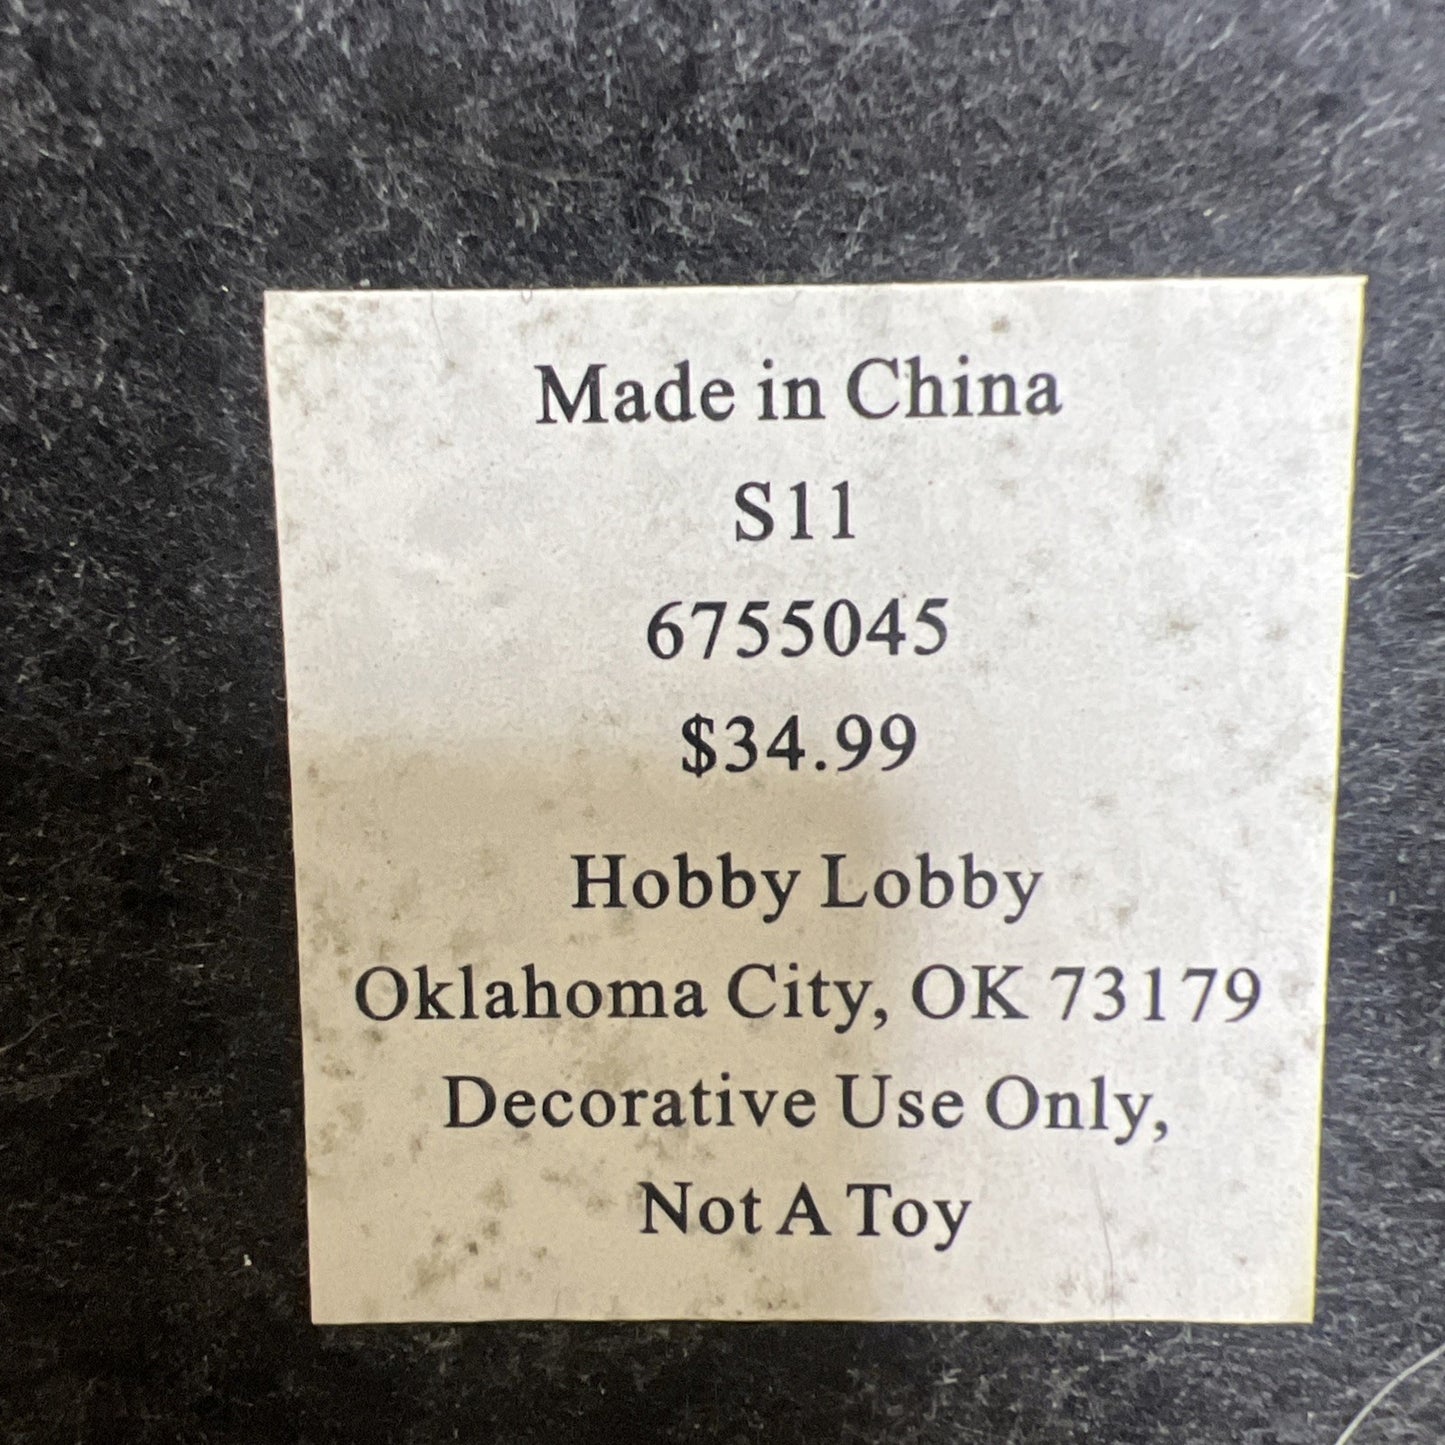 Made in China
S11
6755045
$34.99
Hobby Lobby
Oklahoma City, OK 73179
Decorative Use Only,
Not A Toy